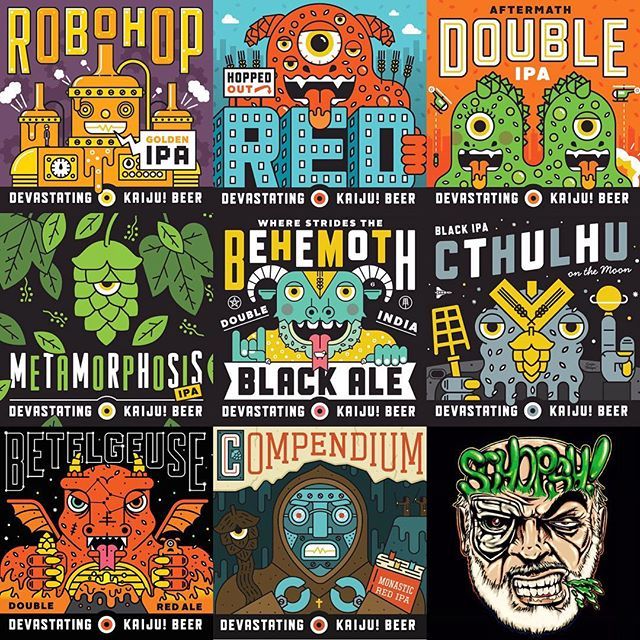 ROBOHOP
GOLDEN
IPA
DEVASTATING KAIJU! BEER
HOPPED
OUT
RED
DEVASTATING KAIJU! BEER
AFTERMATH
DOUBLE
IPA
DEVASTATING KAIJU! BEER
METAMORPHOSIS
IPA
DEVASTATING KAIJU! BEER
WHERE STRIDES THE
BEHEMOTH
6
DOUBLE INDIA
BLACK ALE
DEVASTATING KAIJU! BEER
BLACK IPA
CTHULHU
on the Moon
DEVASTATING KAIJU! BEER
BETELGEUSE
DOUBLE RED ALE
DEVASTATING KAIJU! BEER
COMPENDIUM
MONASTIC
RED IPA
DEVASTATING KAIJU! BEER